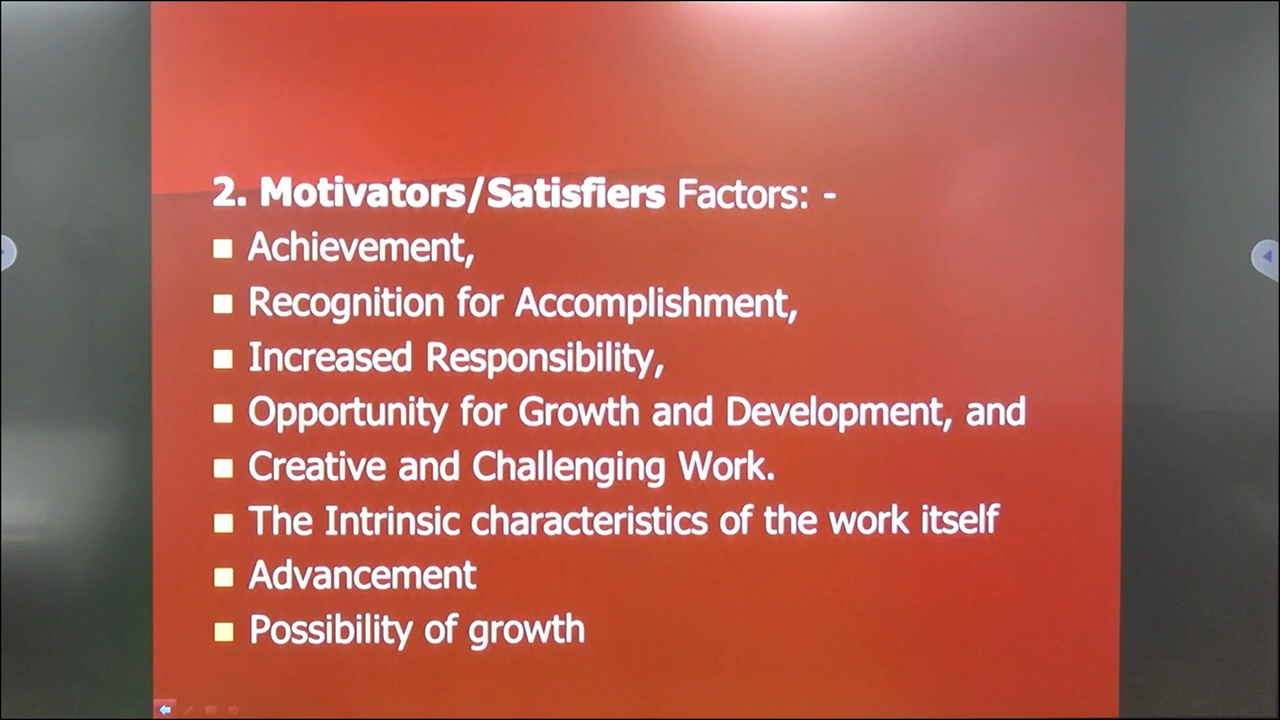 2. Motivators/Satisfiers Factors: -
Achievement,
Recognition for Accomplishment,
Increased Responsibility,
Opportunity for Growth and Development, and
Creative and Challenging Work.
The Intrinsic characteristics of the work itself
Advancement
Possibility of growth